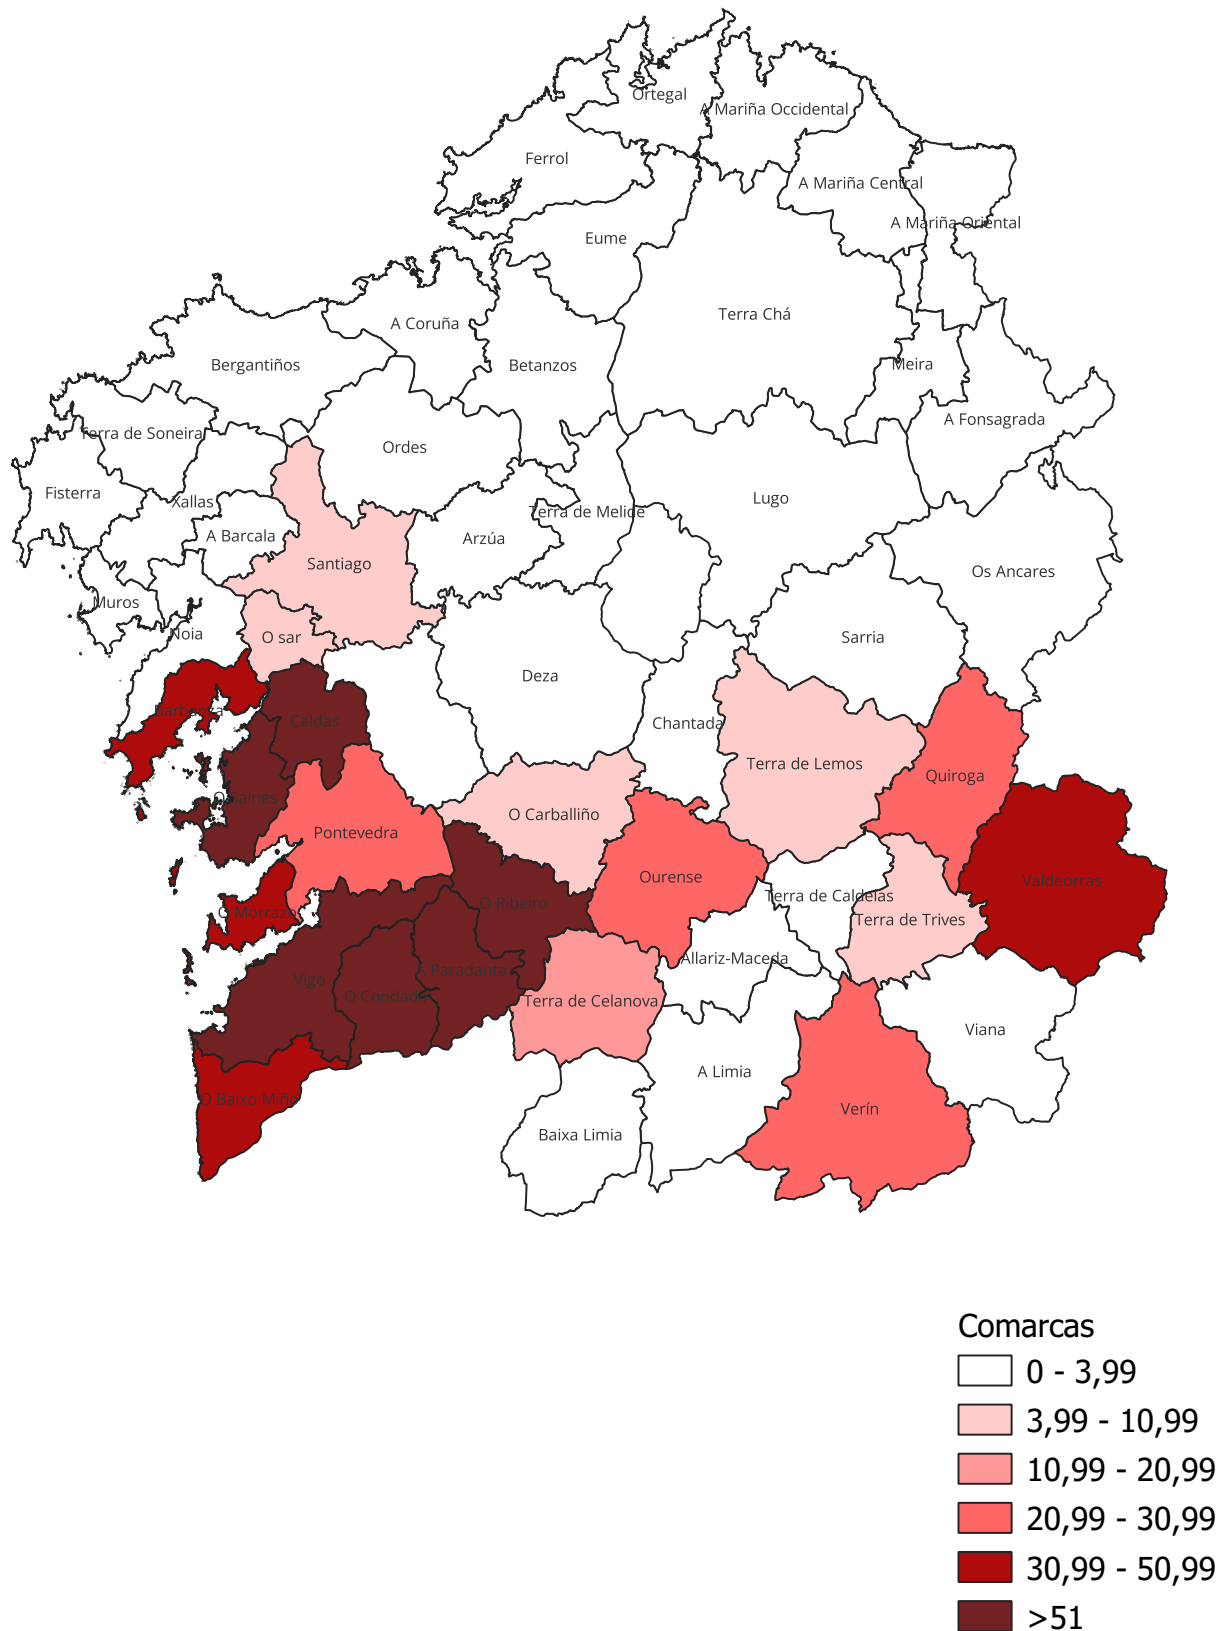 Ortegal
A Mariña Occidental
Ferrol
A Mariña Central
A Mariña Oriental
Eume
Terra Chá
A Coruña
Bergantiños
Betanzos
Meira
A Fonsagrada
Terra de Soneira
Ordes
Fisterra
Xallas
Lugo
Terra de Melide
A Barcala
Arzúa
Santiago
Os Ancares
Muros
Noia
O sar
Sarria
Deza
Barbanza
Caldas
Chantada
Terra de Lemos
Quiroga
O Salnés
O Carballiño
Pontevedra
Ourense
Valdeorras
Terra de Caldelas
O Ribeiro
O Morrazo
Terra de Trives
Allariz-Maceda
A Paradanta
Vigo
O Condado
Terra de Celanova
Viana
A Limia
O Baixo Miño
Verín
Baixa Limia
Comarcas
0 - 3,99
3,99 - 10,99
10,99 - 20,99
20,99 - 30,99
30,99 - 50,99
>51